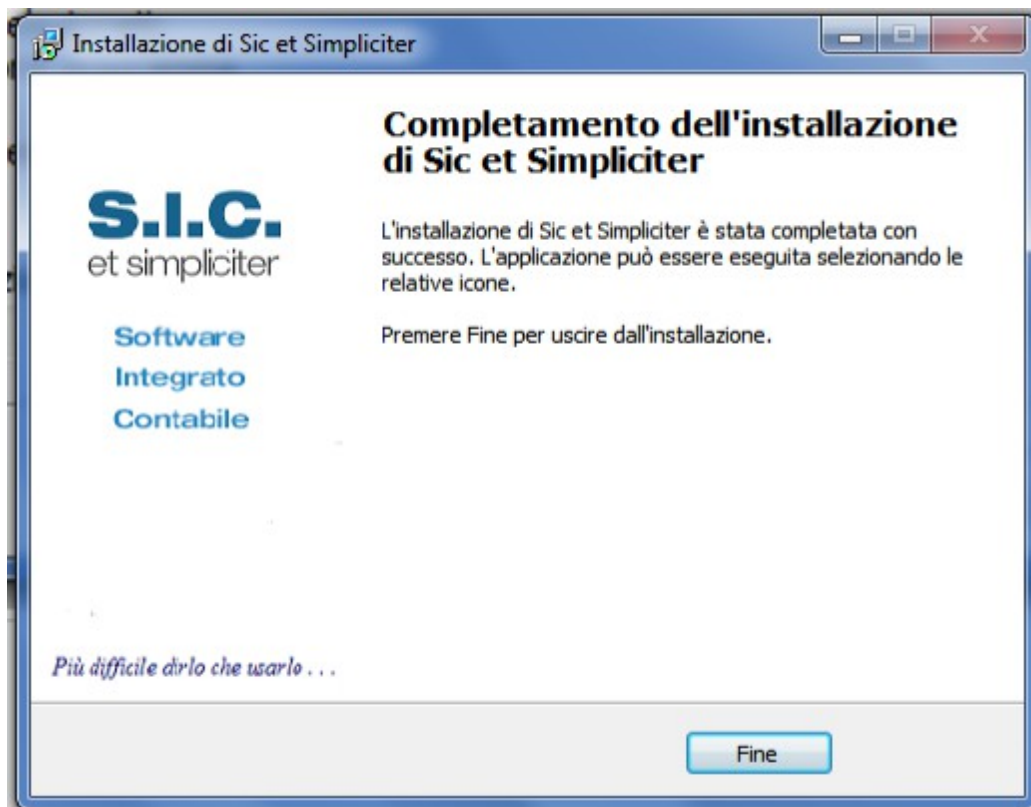 Installazione di Sic et Simpliciter
Completamento dell'installazione
di Sic et Simpliciter
S.I.C.
et simpliciter
L'installazione di Sic et Simpliciter è stata completata con
successo. L'applicazione può essere eseguita selezionando le
relative icone.
Software
Integrato
Contabile
Premere Fine per uscire dall'installazione.
Più difficile dirlo che usarlo . . .
Fine